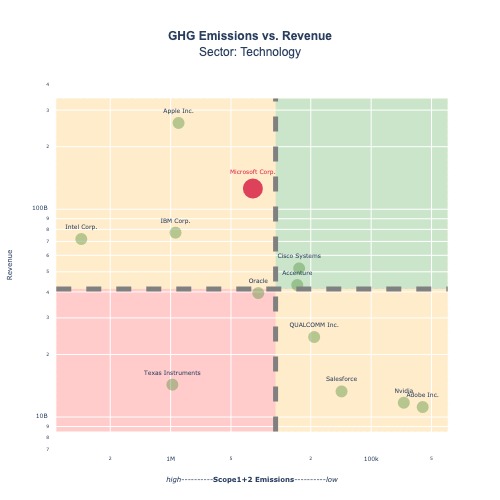 GHG Emissions vs. Revenue
Sector: Technology
4
3
2
100B
9
8
7
6
5
4
3
2
10B
9
8
7
Revenue
Apple Inc.
Microsoft Corp.
IBM Corp.
Intel Corp.
Cisco Systems
Accenture
Oracle
QUALCOMM Inc.
Texas Instruments
Salesforce
Nvidia
Adobe Inc.
2
1M
5
2
100k
5
high----------Scope1+2 Emissions----------low